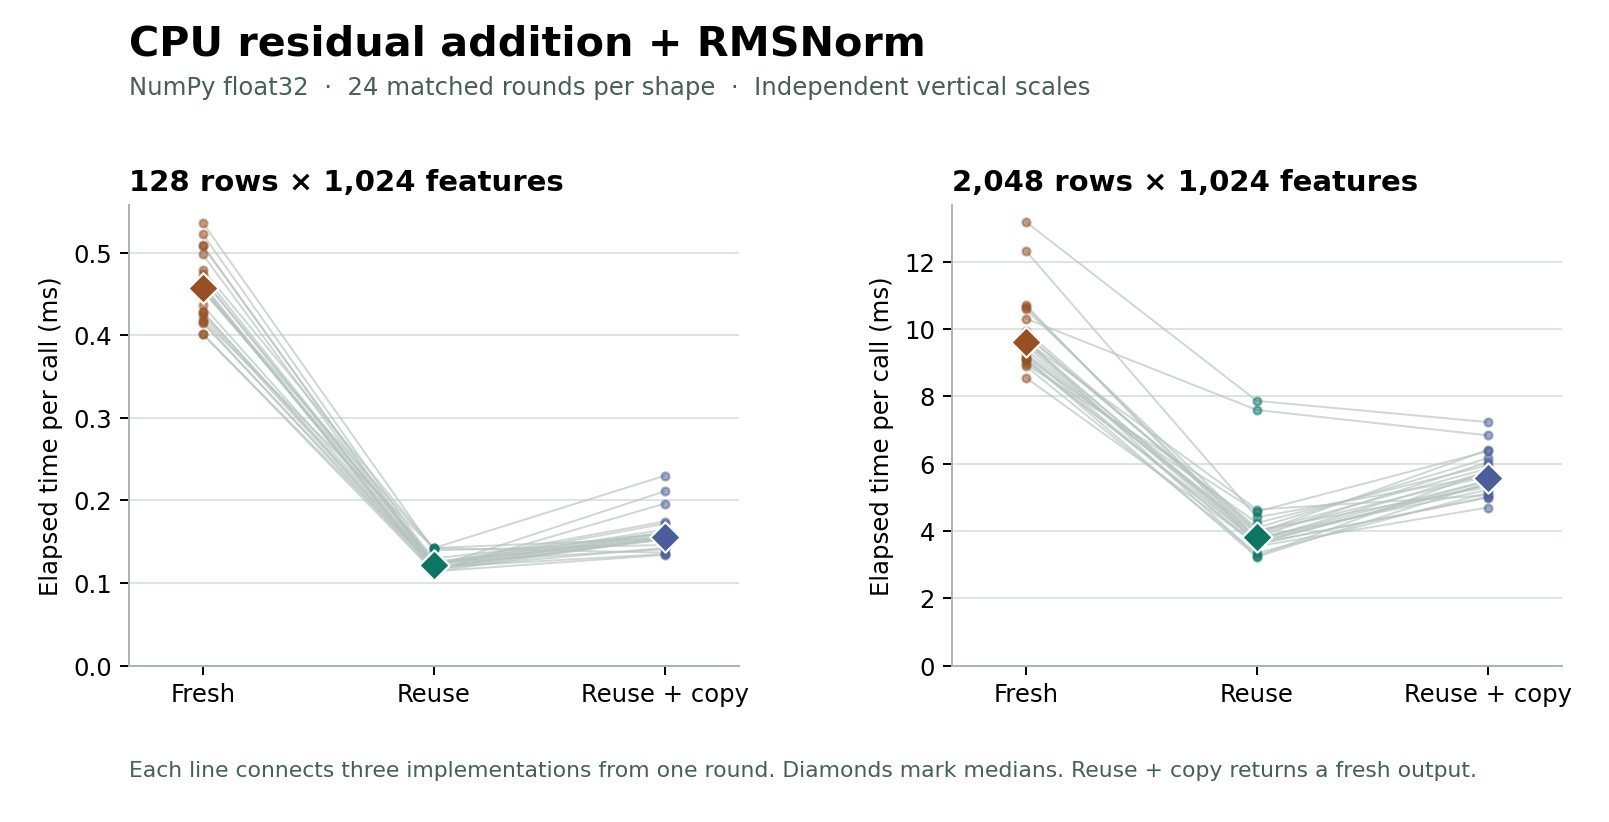 CPU residual addition + RMSNorm
NumPy float32 · 24 matched rounds per shape · Independent vertical scales
128 rows × 1,024 features
Elapsed time per call (ms)
0.5
0.4
0.3
0.2
0.1
0.0
Fresh
Reuse
Reuse + copy
2,048 rows × 1,024 features
Elapsed time per call (ms)
12
10
8
6
4
2
0
Fresh
Reuse
Reuse + copy
Each line connects three implementations from one round. Diamonds mark medians. Reuse + copy returns a fresh output.